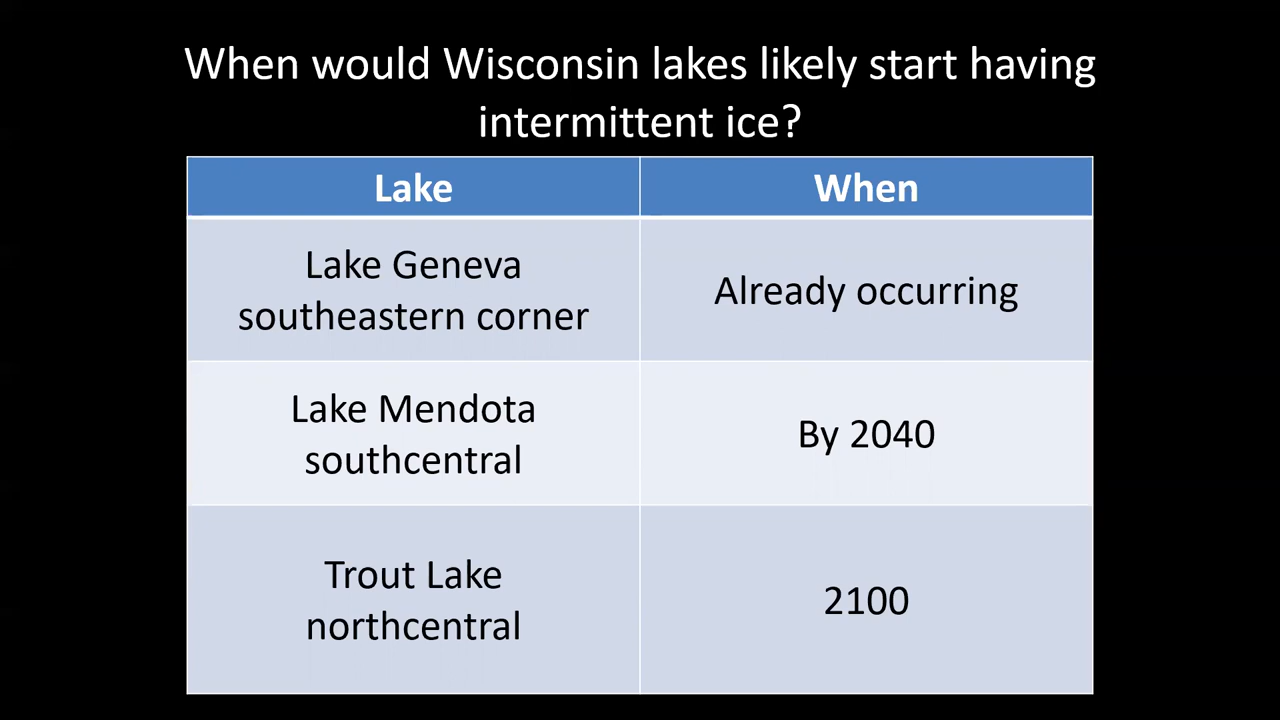 When would Wisconsin lakes likely start having
intermittent ice?
Lake
When
Lake Geneva
southeastern corner
Already occurring
Lake Mendota
southcentral
By 2040
Trout Lake
northcentral
2100